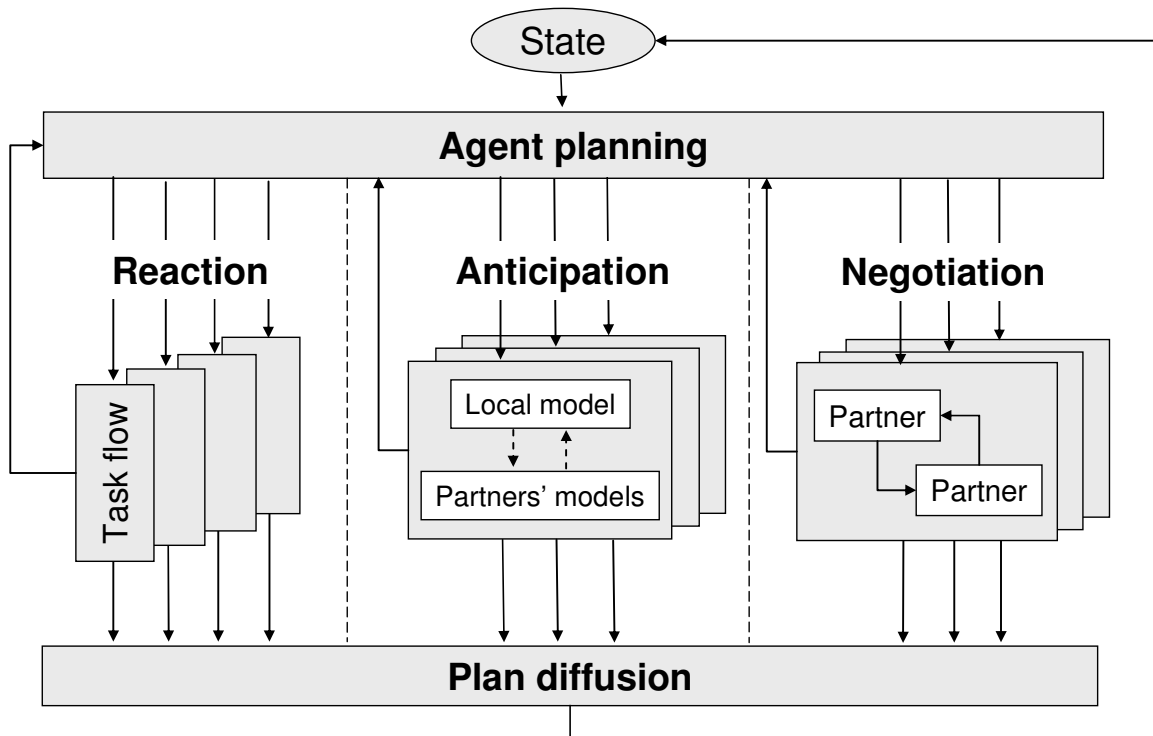 State
Agent planning
Reaction
Anticipation
Negotiation
Task flow
Local model
Partners’ models
Partner
Partner
Plan diffusion